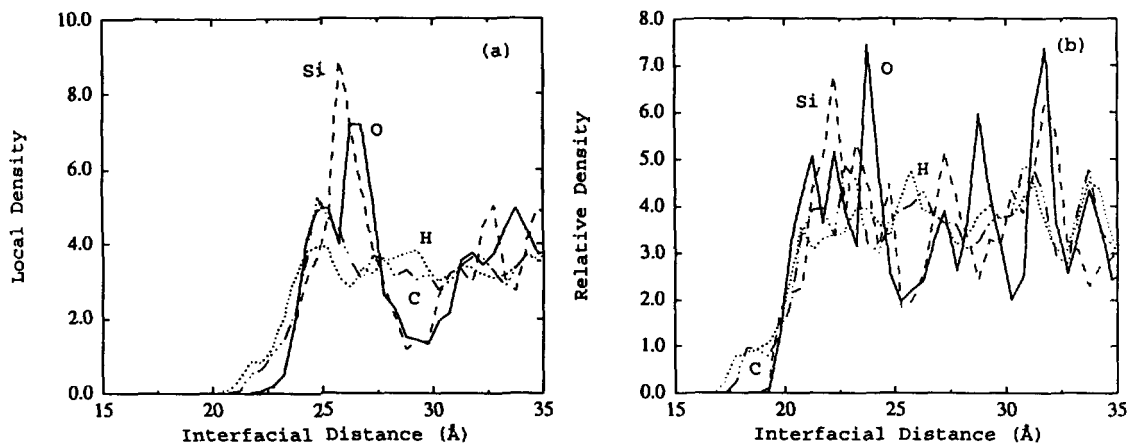 10.0
8.0
6.0
4.0
2.0
0.0
15
20
25
30
35
Local Density
Interfacial Distance (Å)
(a)
Si
O
H
C
8.0
7.0
6.0
5.0
4.0
3.0
2.0
1.0
0.0
15
20
25
30
35
Relative Density
Interfacial Distance (Å)
(b)
O
Si
H
C